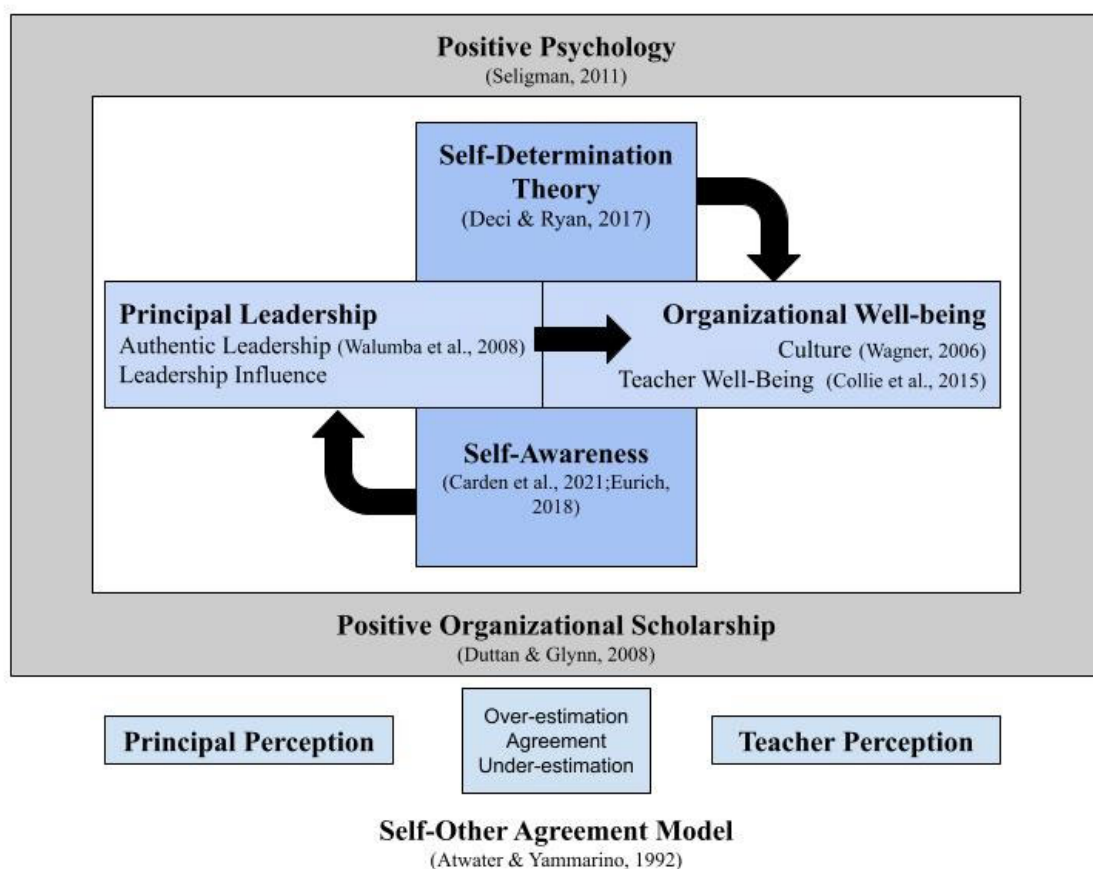 Positive Psychology
(Seligman, 2011)
Self-Determination
Theory
(Deci & Ryan, 2017)
Principal Leadership
Authentic Leadership (Walumba et al., 2008)
Leadership Influence
Organizational Well-being
Culture (Wagner, 2006)
Teacher Well-Being (Collie et al., 2015)
Self-Awareness
(Carden et al., 2021;Eurich,
2018)
Positive Organizational Scholarship
(Duttan & Glynn, 2008)
Principal Perception
Over-estimation
Agreement
Under-estimation
Teacher Perception
Self-Other Agreement Model
(Atwater & Yammarino, 1992)